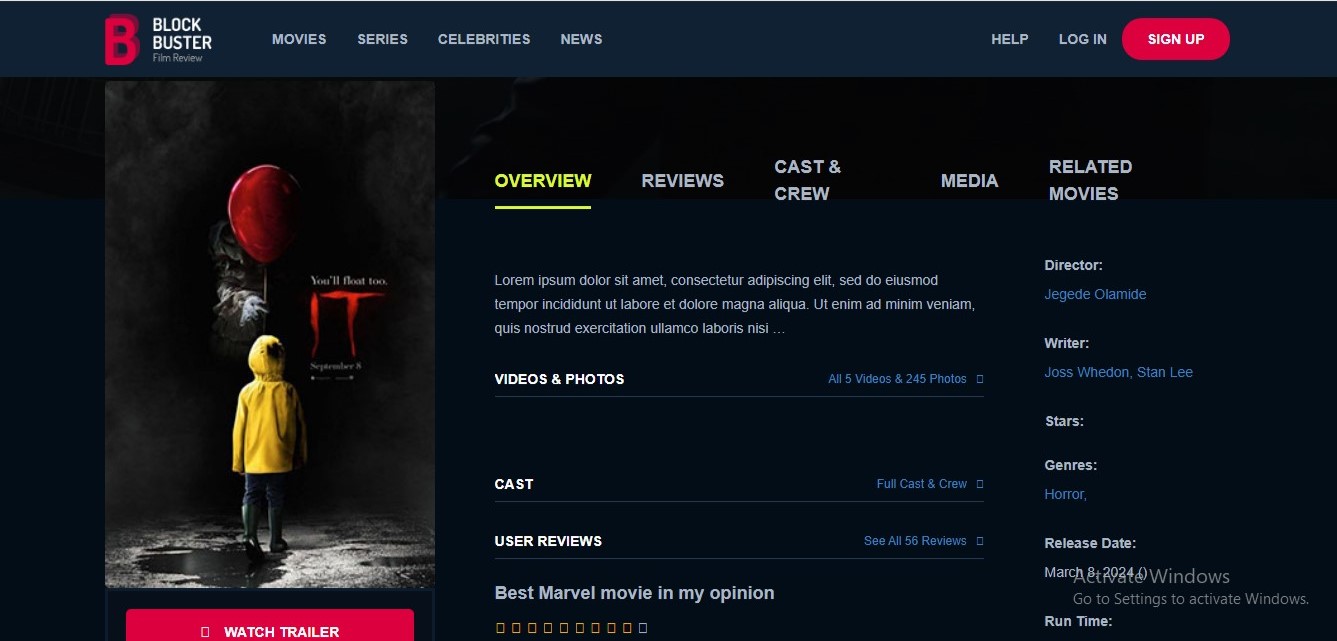 BLOCK
BUSTER
Film Review
MOVIES
SERIES
CELEBRITIES
NEWS
HELP
LOG IN
SIGN UP
You'll float too.
IT
September 8
WATCH TRAILER
OVERVIEW
REVIEWS
CAST &
CREW
MEDIA
RELATED
MOVIES
Lorem ipsum dolor sit amet, consectetur adipiscing elit, sed do eiusmod
tempor incididunt ut labore et dolore magna aliqua. Ut enim ad minim veniam,
quis nostrud exercitation ullamco laboris nisi ...
VIDEOS & PHOTOS
All 5 Videos & 245 Photos
CAST
Full Cast & Crew
USER REVIEWS
See All 56 Reviews
Best Marvel movie in my opinion
Director:
Jegede Olamide
Writer:
Joss Whedon, Stan Lee
Stars:
Genres:
Horror,
Release Date:
March 8, 2024 ()
Run Time:
Activate Windows
Go to Settings to activate Windows.